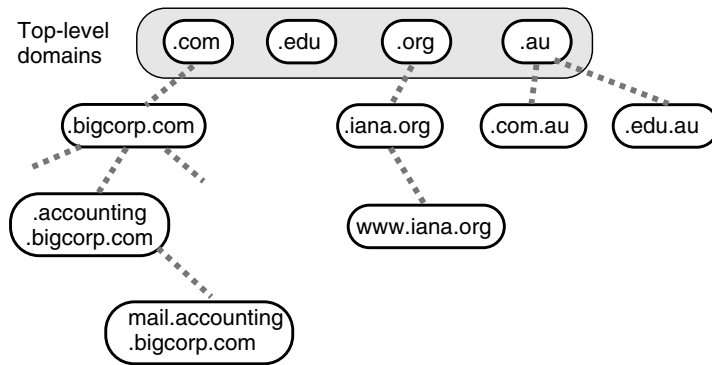 Top-level
domains
.com
.edu
.org
.au
.bigcorp.com
.iana.org
.com.au
.edu.au
.accounting
.bigcorp.com
www.iana.org
mail.accounting
.bigcorp.com